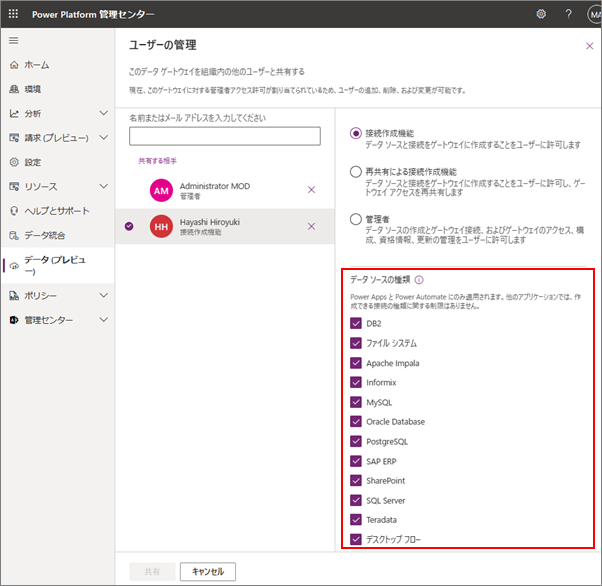 Power Platform 管理センター
?
MA
ホーム
環境
分析
請求 (プレビュー)
設定
リソース
ヘルプとサポート
データ統合
データ (プレビュ
ー)
ポリシー
管理センター
ユーザーの管理
このデータ ゲートウェイを組織内の他のユーザーと共有する
現在、このゲートウェイに対する管理者アクセス許可が割り当てられているため、ユーザーの追加、削除、および変更が可能です。
名前またはメール アドレスを入力してください
共有する相手
AM
Administrator MOD
管理者
HH
Hayashi Hiroyuki
接続作成機能
接続作成機能
データ ソースと接続をゲートウェイに作成することをユーザーに許可します
再共有による接続作成機能
データ ソースと接続をゲートウェイに作成することをユーザーに許可し、ゲー
トウェイ アクセスを再共有します
管理者
データ ソースの作成とゲートウェイ接続、およびゲートウェイのアクセス、構
成、資格情報、更新の管理をユーザーに許可します
データ ソースの種類
Power Apps と Power Automate にのみ適用されます。他のアプリケーションでは、作
成できる接続の種類に関する制限はありません。
DB2
ファイル システム
Apache Impala
Informix
MySQL
Oracle Database
PostgreSQL
SAP ERP
SharePoint
SQL Server
Teradata
デスクトップ フロー
共有
キャンセル